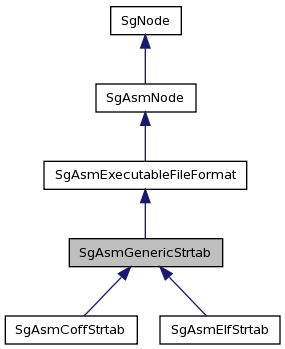 SgNode
SgAsmNode
SgAsmExecutableFileFormat
SgAsmGenericStrtab
SgAsmCoffStrtab
SgAsmElfStrtab